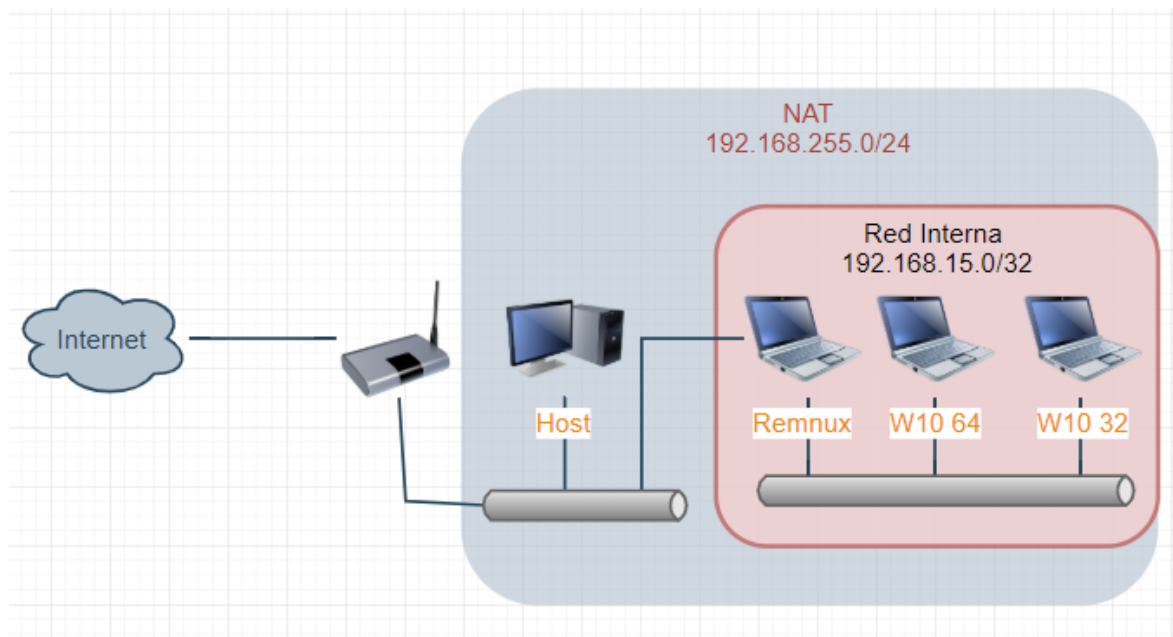 NAT
192.168.255.0/24
Red Interna
192.168.15.0/32
Internet
Host
Remnux
W10 64
W10 32